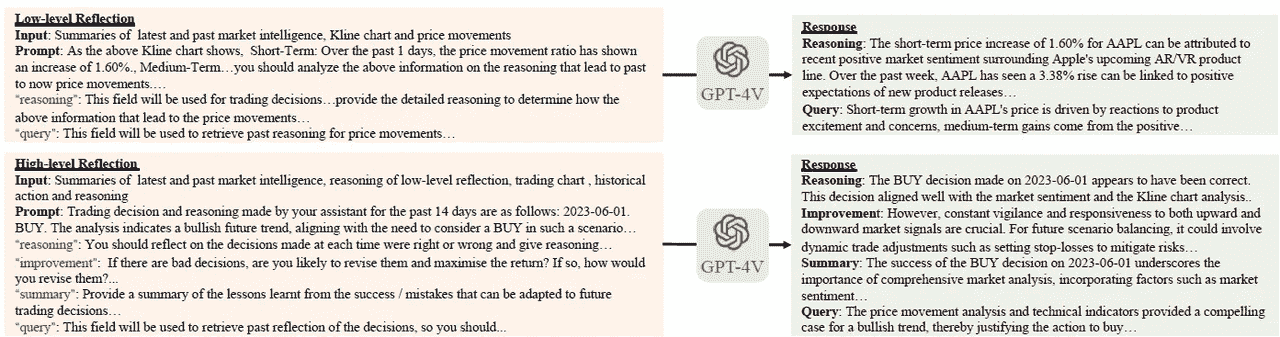 Low-level Reflection
Input: Summaries of latest and past market intelligence, Kline chart and price movements
Prompt: As the above Kline chart shows, Short-Term: Over the past 1 days, the price movement ratio has shown
an increase of 1.60%., Medium-Term…you should analyze the above information on the reasoning that lead to past
to now price movements.…
“reasoning”: This field will be used for trading decisions…provide the detailed reasoning to determine how the
above information that lead to the price movements…
“query”: This field will be used to retrieve past reasoning for price movements…
GPT-4V
Response
Reasoning: The short-term price increase of 1.60% for AAPL can be attributed to
recent positive market sentiment surrounding Apple's upcoming AR/VR product
line. Over the past week, AAPL has seen a 3.38% rise can be linked to positive
expectations of new product releases…
Query: Short-term growth in AAPL's price is driven by reactions to product
excitement and concerns, medium-term gains come from the positive…
High-level Reflection
Input: Summaries of latest and past market intelligence, reasoning of low-level reflection, trading chart , historical
action and reasoning
Prompt: Trading decision and reasoning made by your assistant for the past 14 days are as follows: 2023-06-01.
BUY. The analysis indicates a bullish future trend, aligning with the need to consider a BUY in such a scenario…
“reasoning”: You should reflect on the decisions made at each time were right or wrong and give reasoning…
“improvement”: If there are bad decisions, are you likely to revise them and maximise the return? If so, how would
you revise them?...
“summary”: Provide a summary of the lessons learnt from the success / mistakes that can be adapted to future
trading decisions…
“query”: This field will be used to retrieve past reflection of the decisions, so you should...
GPT-4V
Response
Reasoning: The BUY decision made on 2023-06-01 appears to have been correct.
This decision aligned well with the market sentiment and the Kline chart analysis..
Improvement: However, constant vigilance and responsiveness to both upward and
downward market signals are crucial. For future scenario balancing, it could involve
dynamic trade adjustments such as setting stop-losses to mitigate risks…
Summary: The success of the BUY decision on 2023-06-01 underscores the
importance of comprehensive market analysis, incorporating factors such as market
sentiment…
Query: The price movement analysis and technical indicators provided a compelling
case for a bullish trend, thereby justifying the action to buy…